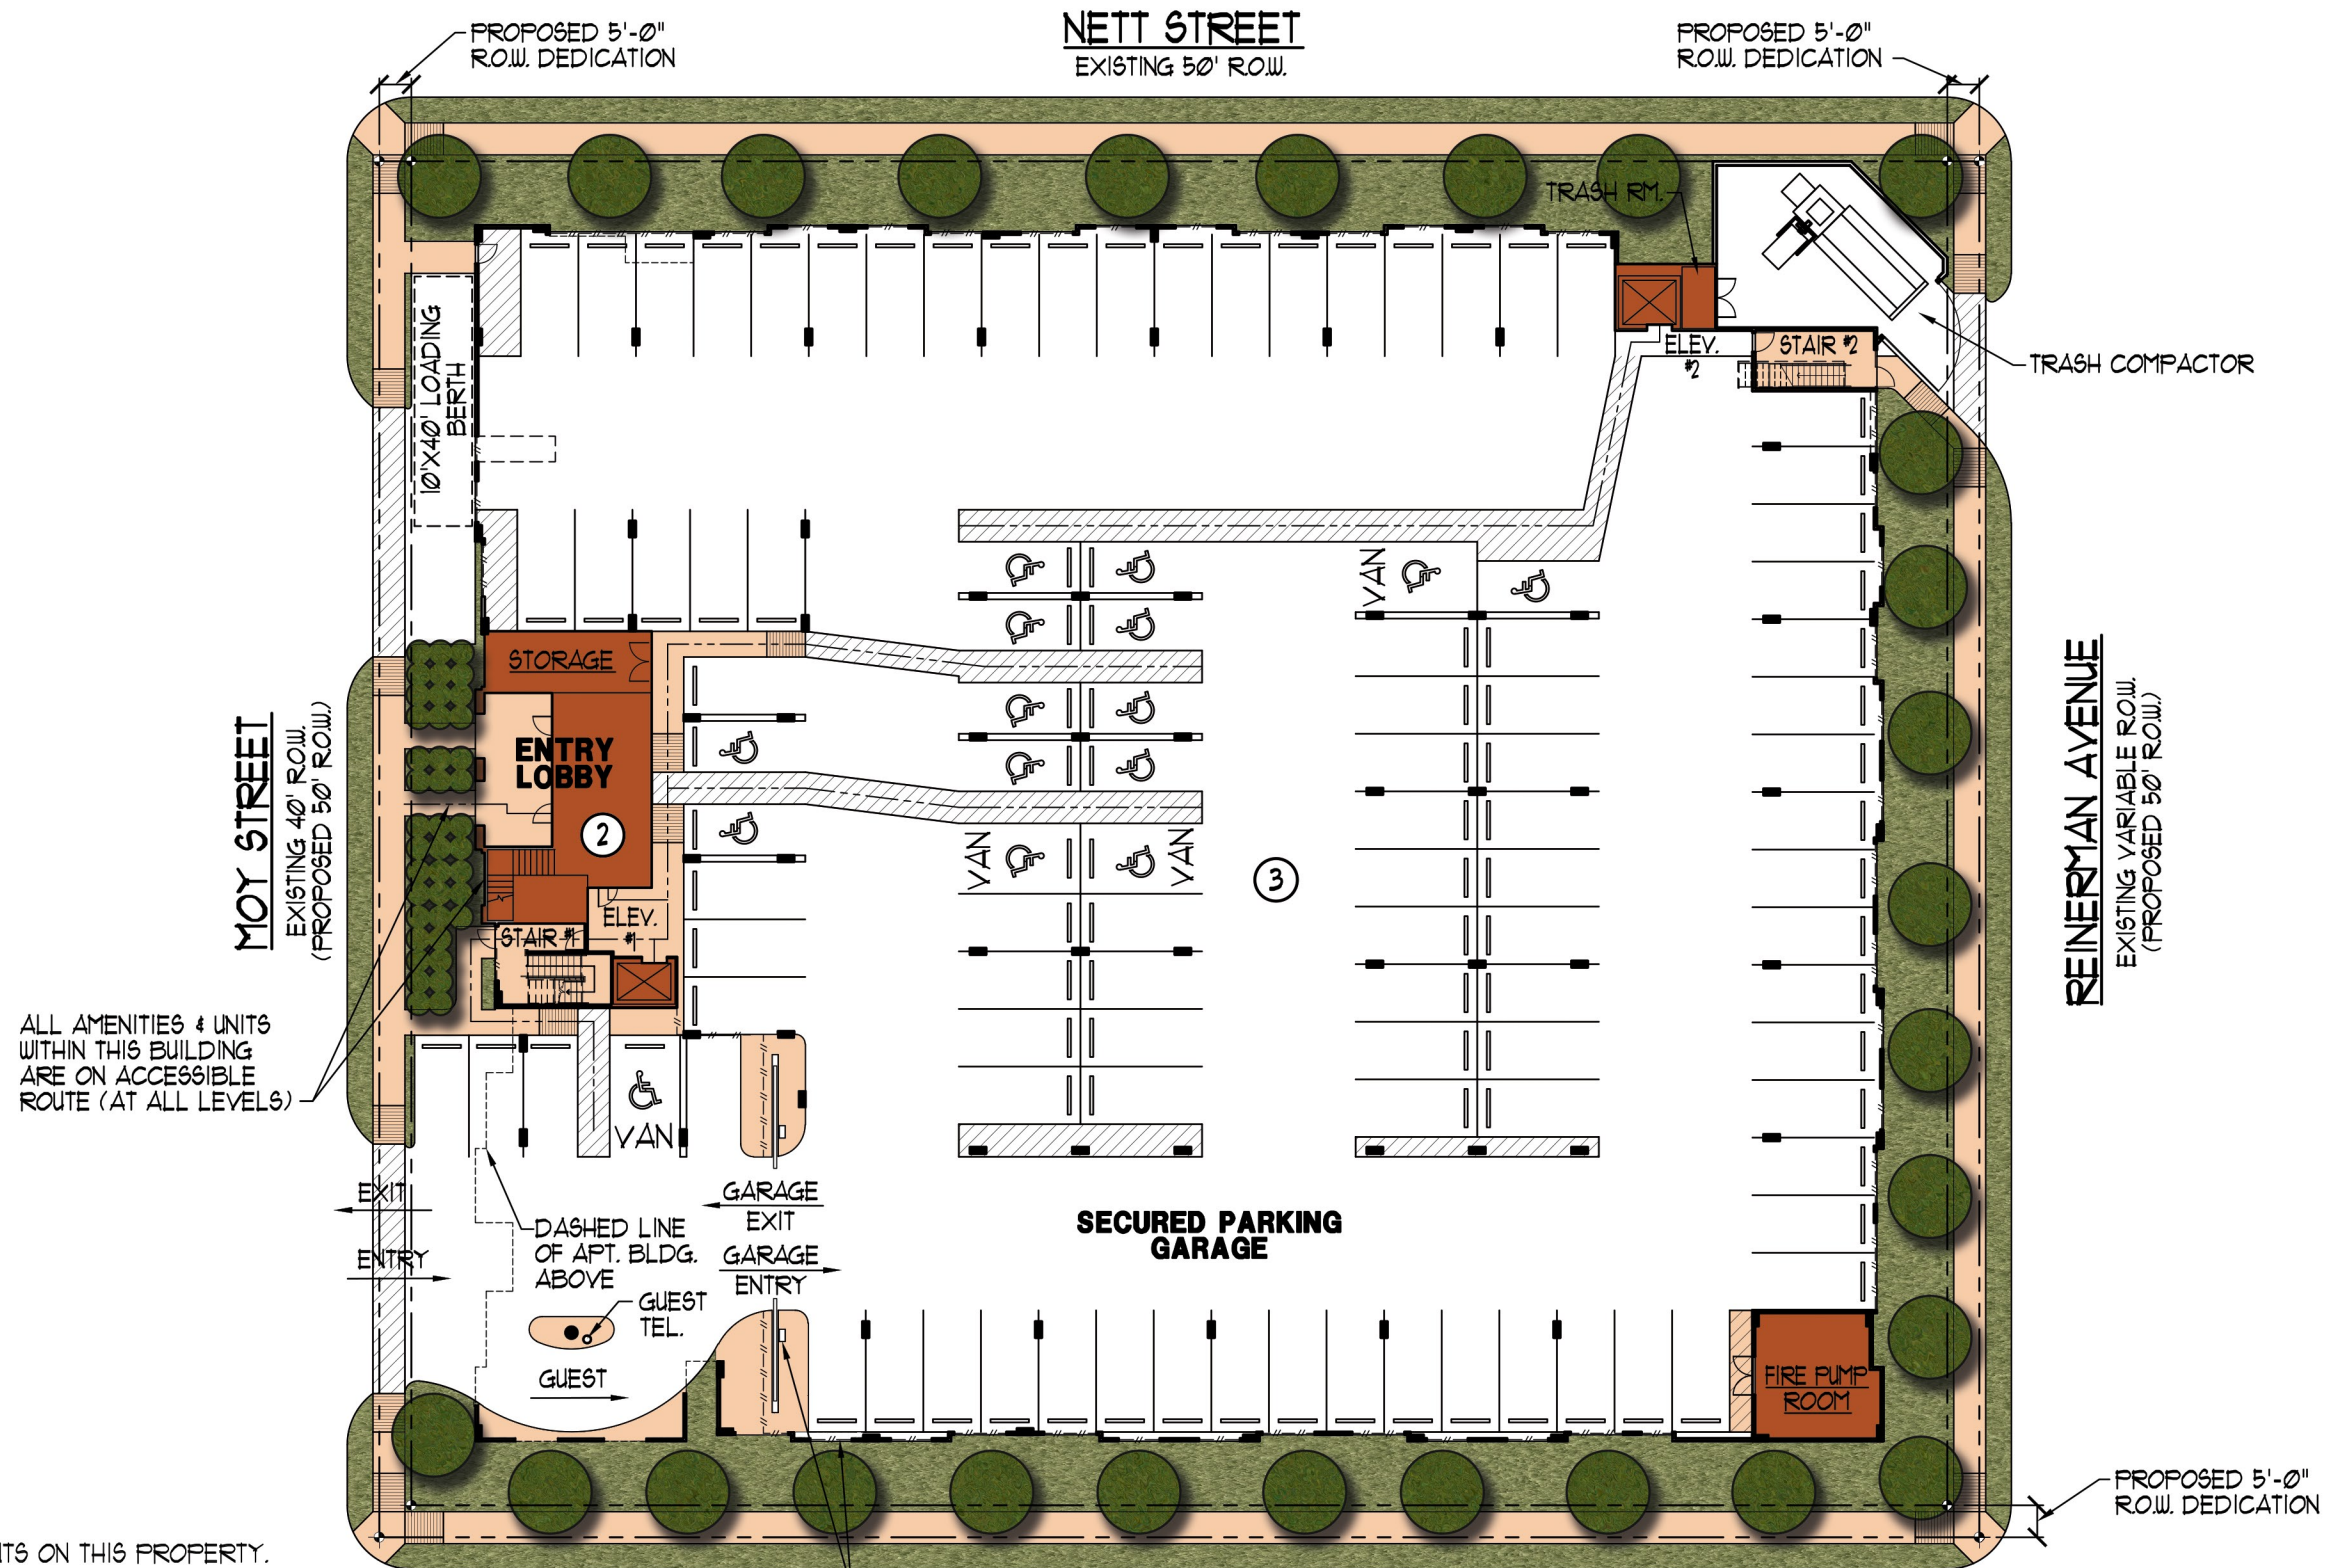 PROPOSED 5'-0"
R.O.W. DEDICATION
NETT STREET
EXISTING 50' R.O.W.
PROPOSED 5'-0"
R.O.W. DEDICATION
TRASH RM.
10'X40' LOADING
BERTH
ELEV.
#2
STAIR #2
TRASH COMPACTOR
VAN
STORAGE
ENTRY
LOBBY
2
MOY STREET
EXISTING 40' R.O.W.
(PROPOSED 50' R.O.W.)
REINERMAN AVENUE
EXISTING VARIABLE R.O.W.
(PROPOSED 50' R.O.W.)
VAN
VAN
3
ELEV.
#1
STAIR #1
ALL AMENITIES & UNITS
WITHIN THIS BUILDING
ARE ON ACCESSIBLE
ROUTE (AT ALL LEVELS)
VAN
EXIT
ENTRY
GARAGE
EXIT
GARAGE
ENTRY
DASHED LINE
OF APT. BLDG.
ABOVE
SECURED PARKING
GARAGE
GUEST
TEL.
GUEST
FIRE PUMP
ROOM
PROPOSED 5'-0"
R.O.W. DEDICATION
ON THIS PROPERTY.